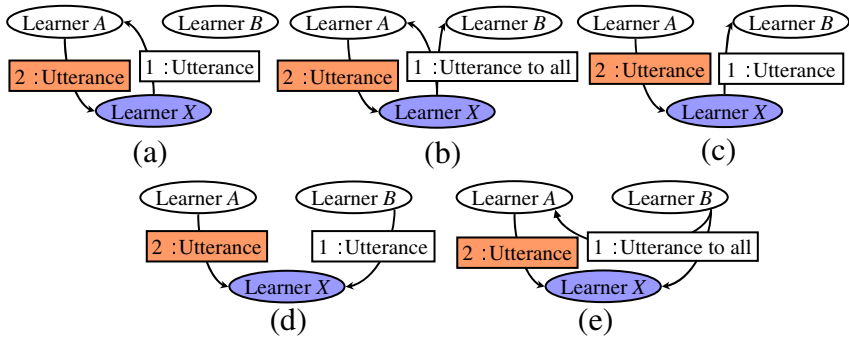 Learner A
Learner B
2 :Utterance
1 :Utterance
Learner X
(a)
Learner A
Learner B
2 :Utterance
1 :Utterance to all
Learner X
(b)
Learner A
Learner B
2 :Utterance
1 :Utterance
Learner X
(c)
Learner A
Learner B
2 :Utterance
1 :Utterance
Learner X
(d)
Learner A
Learner B
2 :Utterance
1 :Utterance to all
Learner X
(e)